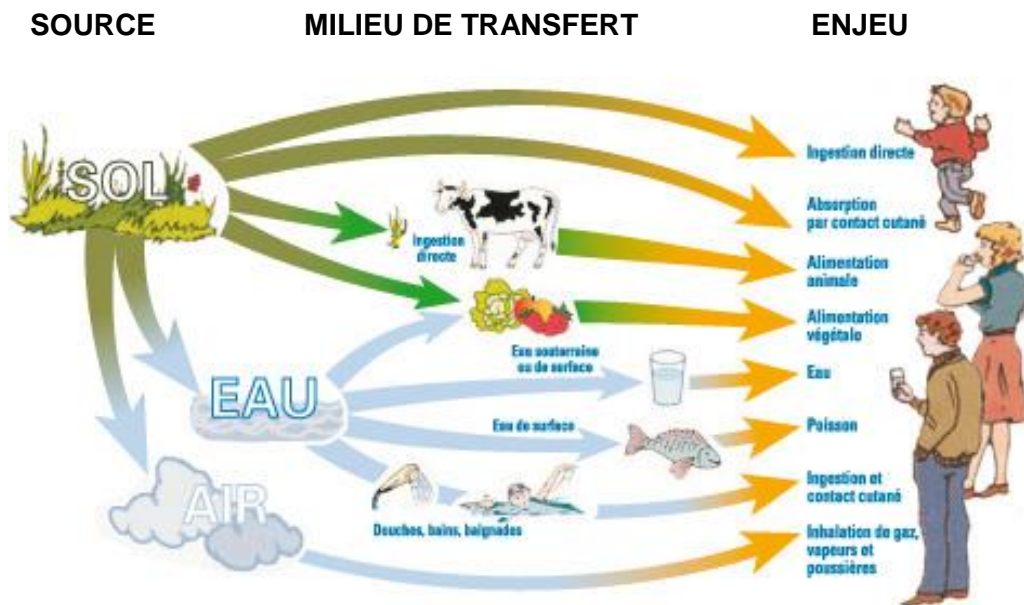 SOURCE MILIEU DE TRANSFERT ENJEU
SOL
Ingestion directe
Absorption
par contact cutané
Ingestion
directe
Alimentation
animale
Alimentation
végétale
Eau souterraine
ou de surface
EAU
Eau
Eau de surface
Poisson
AIR
Douches, bains, baignades
Ingestion et
contact cutané
Inhalation de gaz,
vapeurs et
poussières